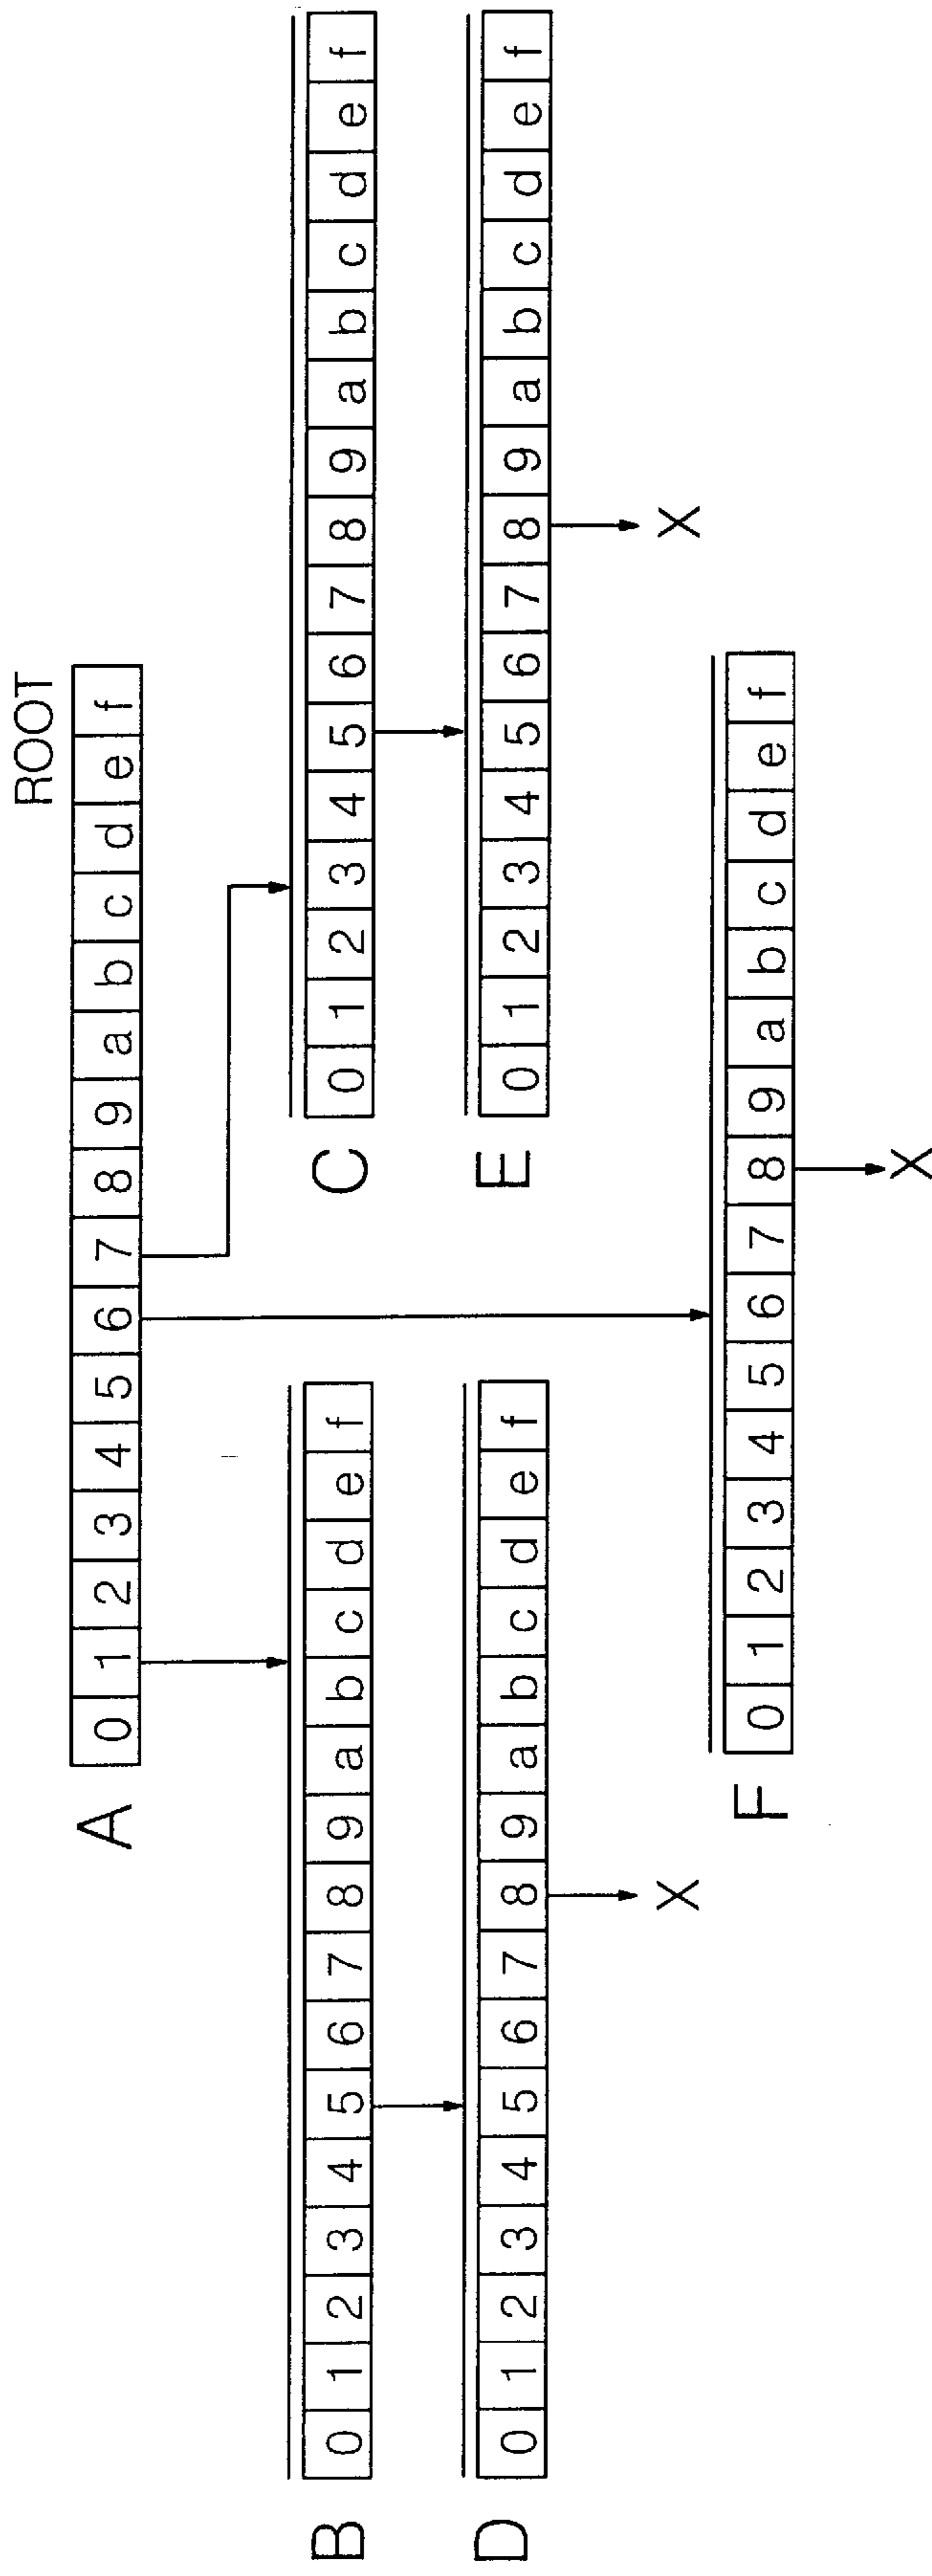 ROOT
A 0 1 2 3 4 5 6 7 8 9 a b c d e f
B 0 1 2 3 4 5 6 7 8 9 a b c d e f
C 0 1 2 3 4 5 6 7 8 9 a b c d e f
D 0 1 2 3 4 5 6 7 8 9 a b c d e f
E 0 1 2 3 4 5 6 7 8 9 a b c d e f
X
X
F 0 1 2 3 4 5 6 7 8 9 a b c d e f
X